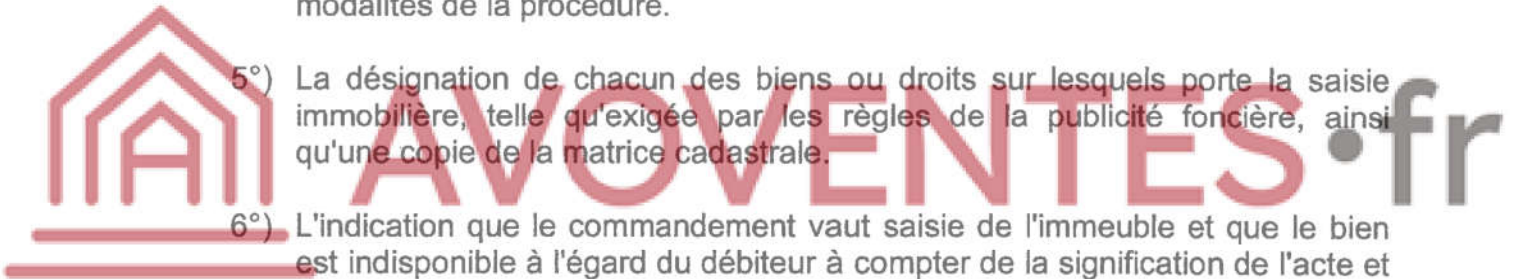 modalités de la procédure.
5°) La désignation de chacun des biens ou droits sur lesquels porte la saisie
immobilière, telle qu'exigée par les règles de la publicité foncière, ainsi
qu'une copie de la matrice cadastrale.
AVOVENTES.fr
6°) L'indication que le commandement vaut saisie de l'immeuble et que le bien
est indisponible à l'égard du débiteur à compter de la signification de l'acte et